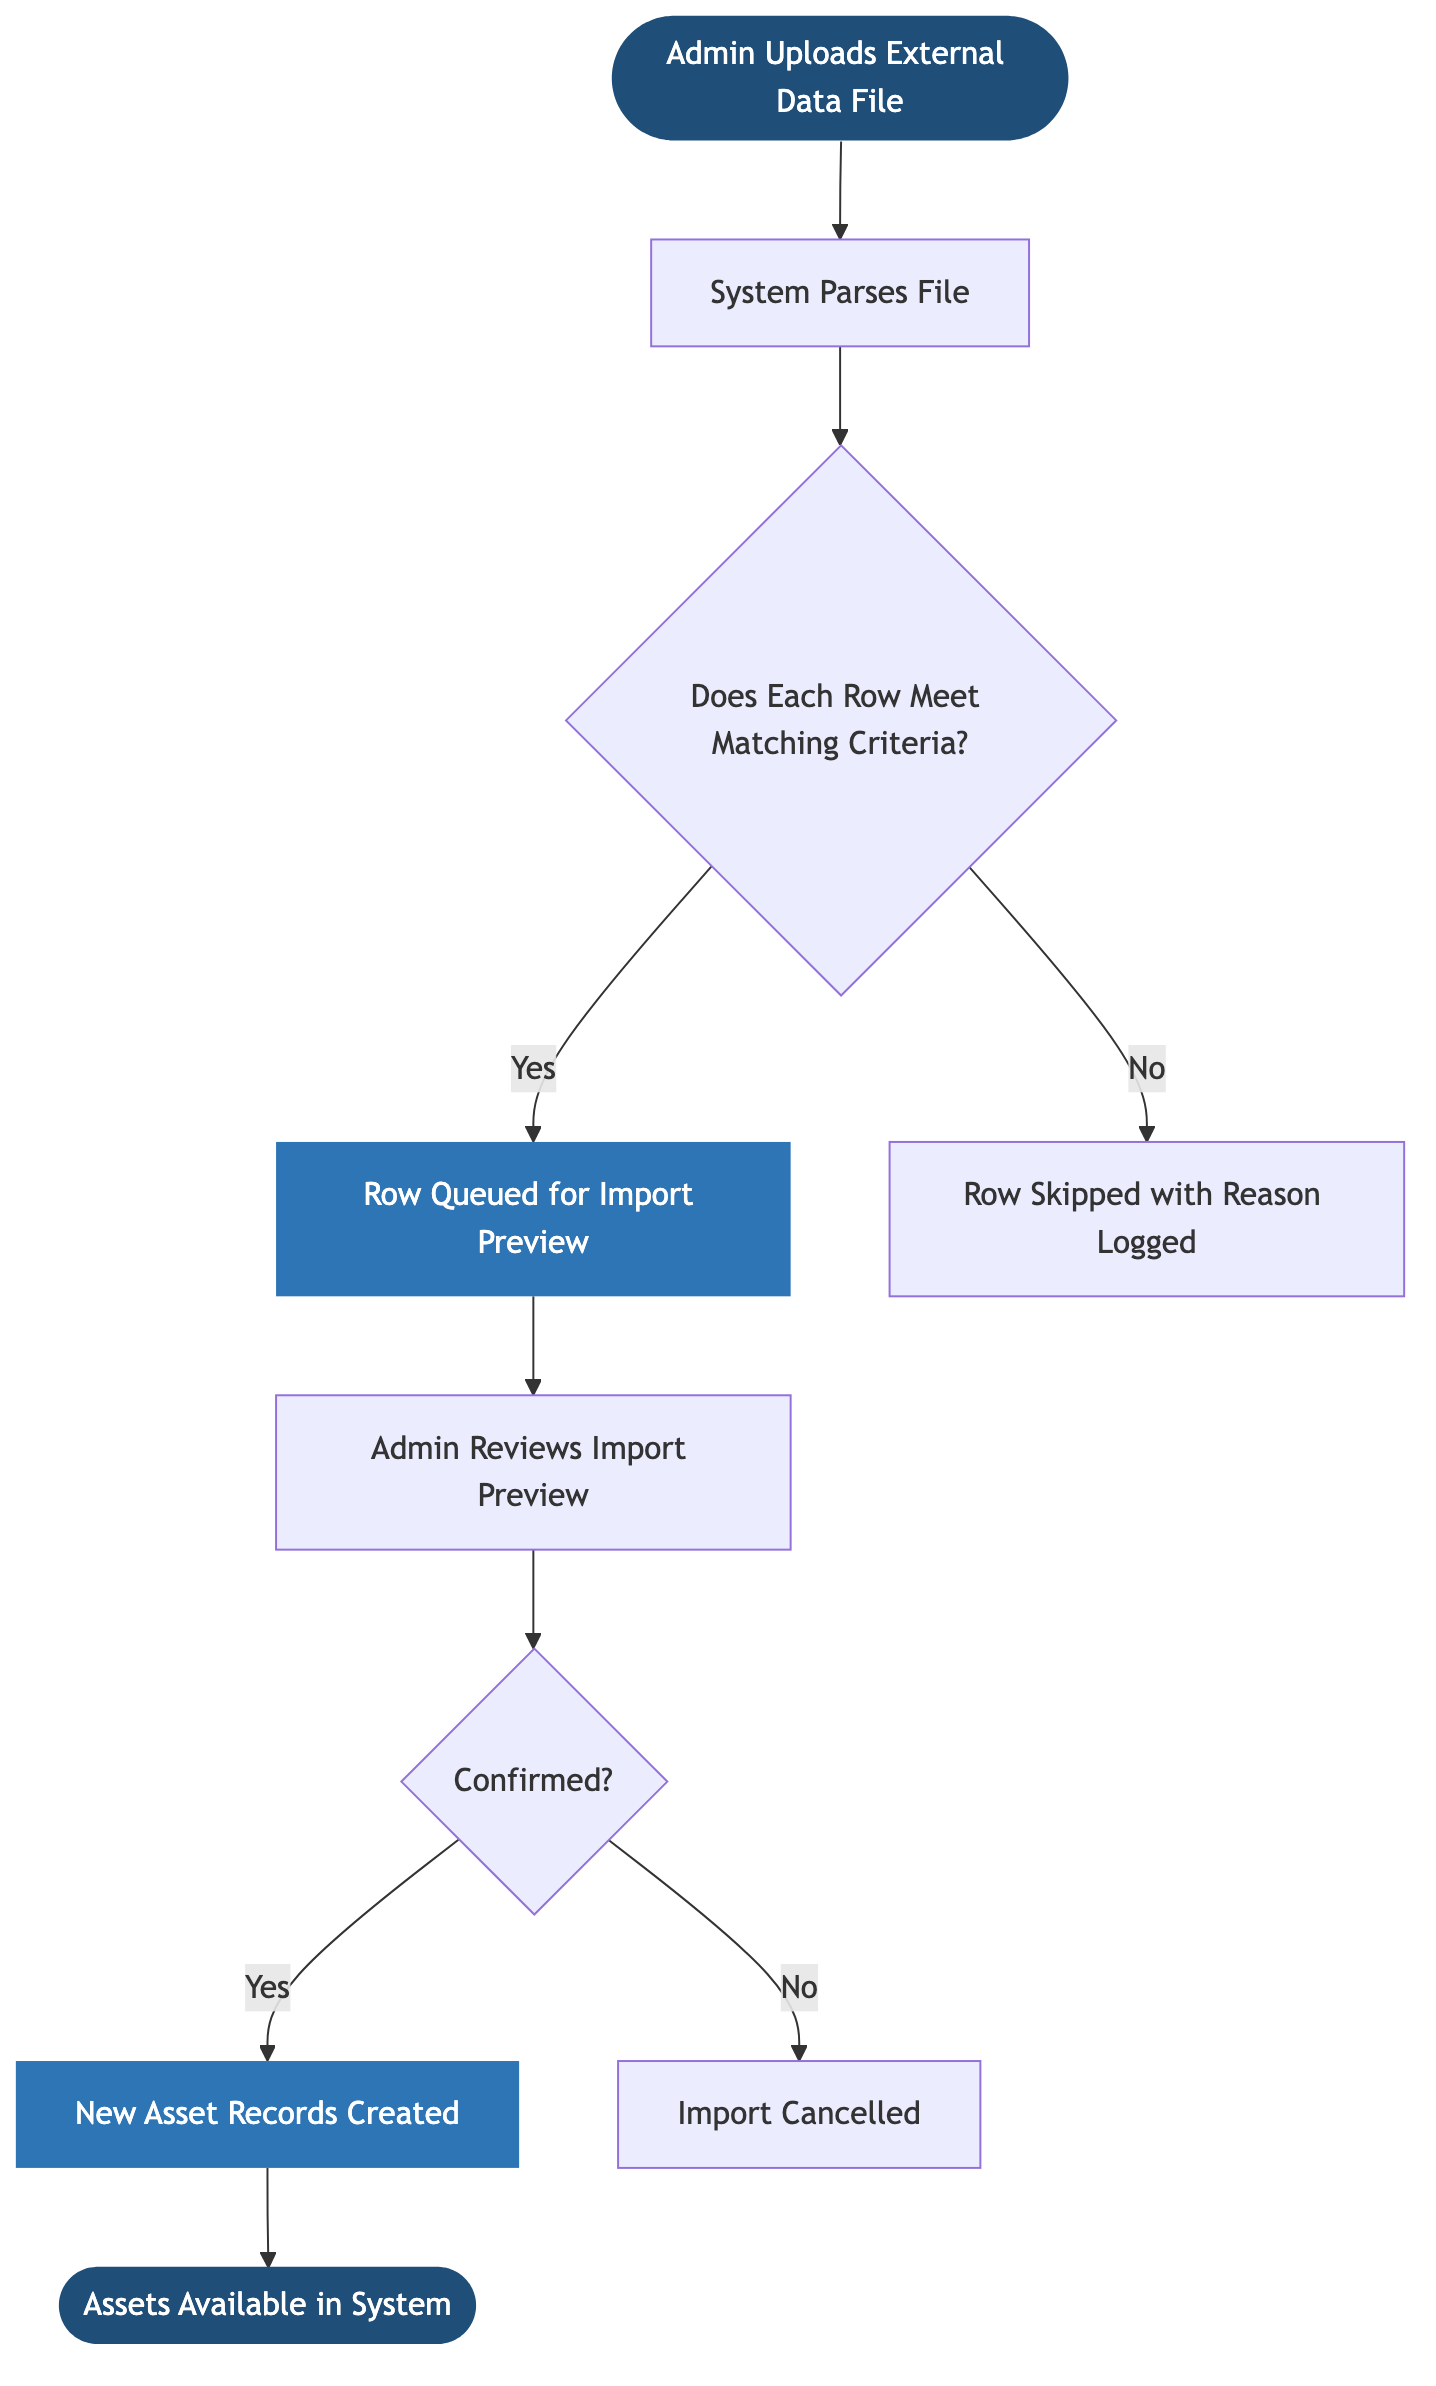 Admin Uploads External
Data File
System Parses File
Does Each Row Meet
Matching Criteria?
Yes
No
Row Queued for Import
Preview
Row Skipped with Reason
Logged
Admin Reviews Import
Preview
Confirmed?
Yes
No
New Asset Records Created
Import Cancelled
Assets Available in System